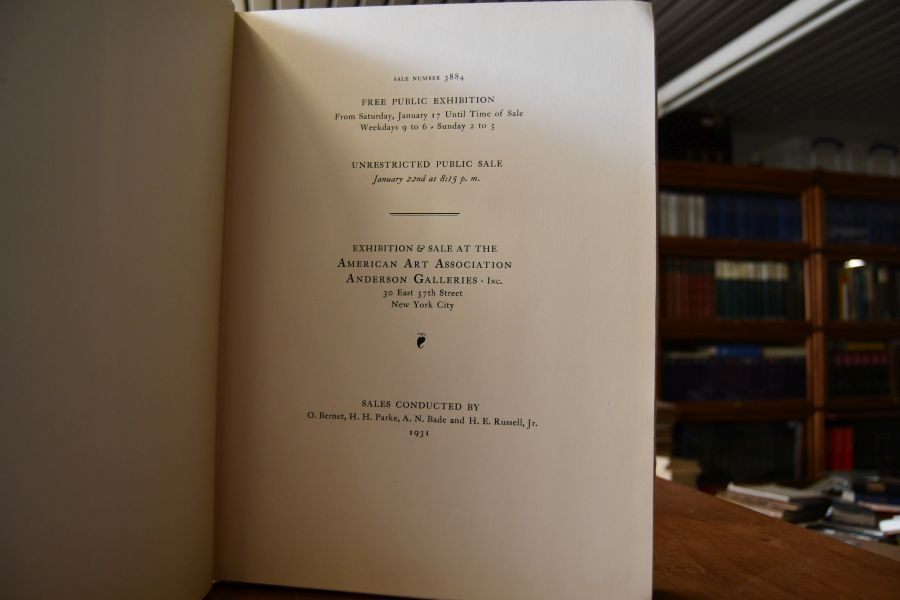 SALE NUMBER 3884
FREE PUBLIC EXHIBITION
From Saturday, January 17 Until Time of Sale
Weekdays 9 to 6 • Sunday 2 to 5
UNRESTRICTED PUBLIC SALE
January 22nd at 8:15 p. m.
EXHIBITION & SALE AT THE
AMERICAN ART ASSOCIATION
ANDERSON GALLERIES · INC.
30 East 57th Street
New York City
SALES CONDUCTED BY
O. Bernet, H. H. Parke, A. N. Bade and H. E. Russell, Jr.
1931